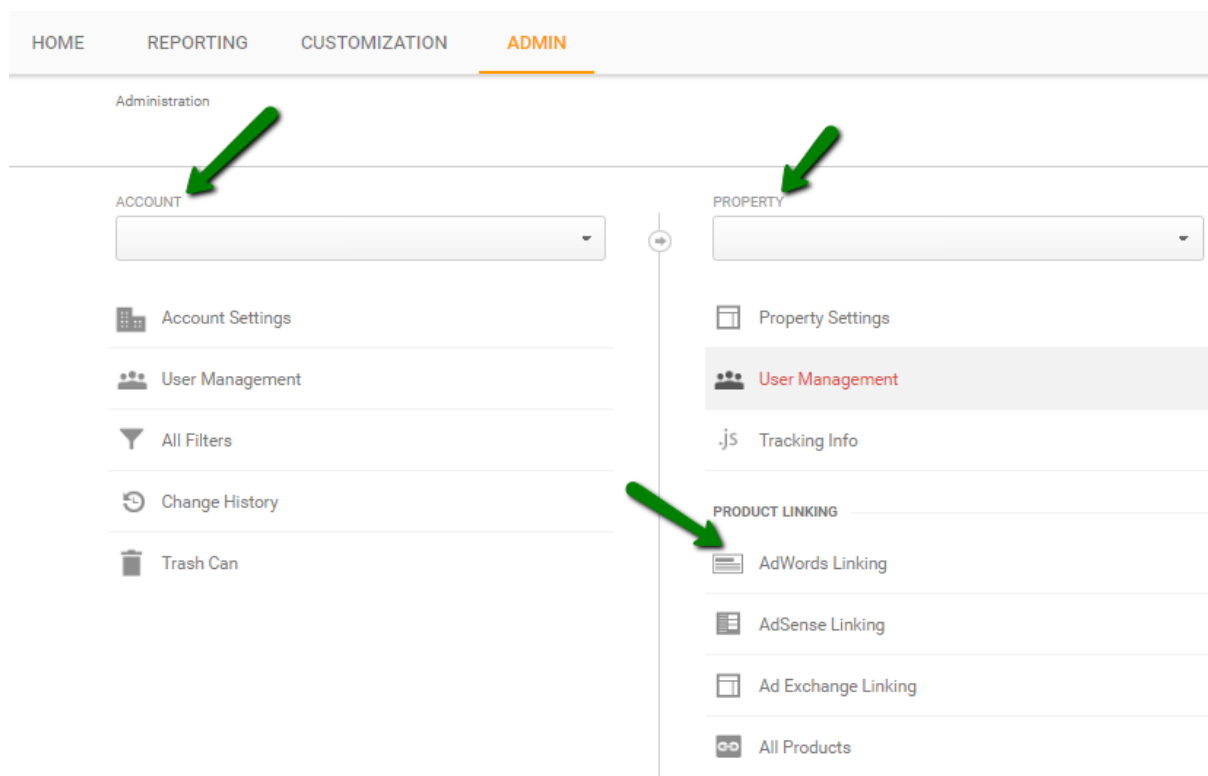 HOME REPORTING CUSTOMIZATION ADMIN
Administration
ACCOUNT
Account Settings
User Management
All Filters
Change History
Trash Can
PROPERTY
Property Settings
User Management
.js Tracking Info
PRODUCT LINKING
AdWords Linking
AdSense Linking
Ad Exchange Linking
All Products